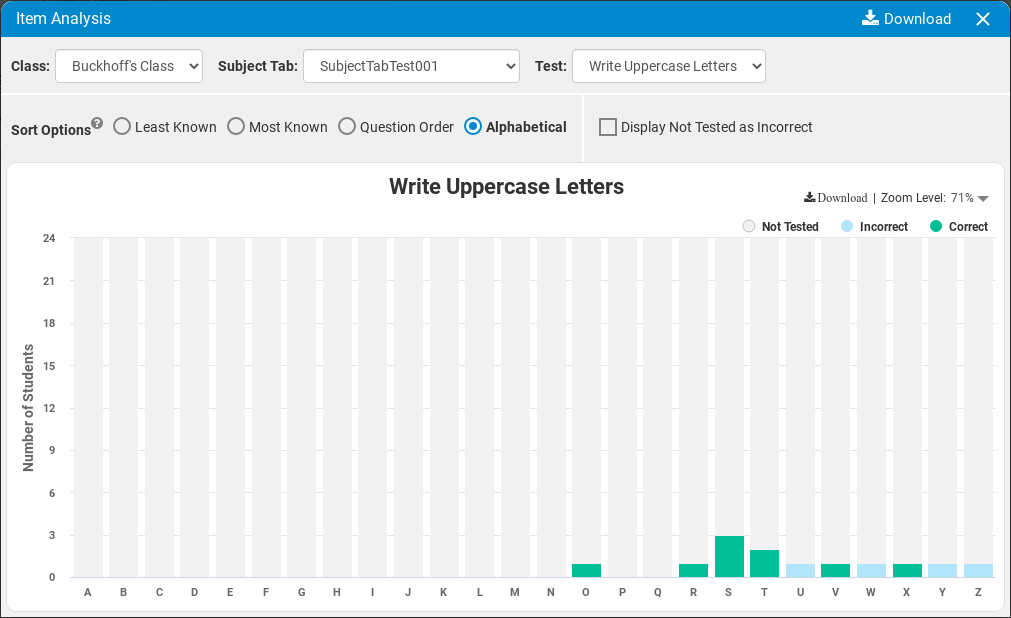 Item Analysis Download
Class: Buckhoff's Class Subject Tab: SubjectTabTest001 Test: Write Uppercase Letters
Sort Options ? Least Known Most Known Question Order Alphabetical Display Not Tested as Incorrect
Write Uppercase Letters
Download | Zoom Level: 71%
Not Tested Incorrect Correct
Number of Students
24
21
18
15
12
9
6
3
0
A B C D E F G H I J K L M N O P Q R S T U V W X Y Z